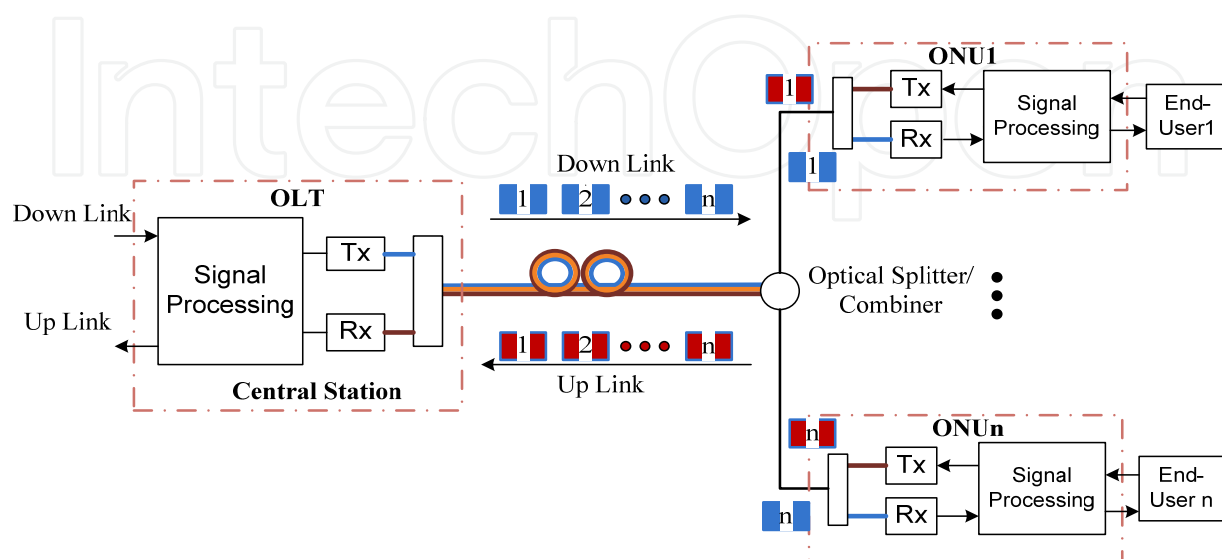 IntechOpen
ONU1
1
Tx
Rx
Signal
Processing
End-
User1
1
Down Link
1 2 n
OLT
Down Link
Up Link
Signal
Processing
Tx
Rx
Central Station
Optical Splitter/
Combiner
1 2 n
Up Link
ONUn
n
Tx
Rx
Signal
Processing
End-
User n
n